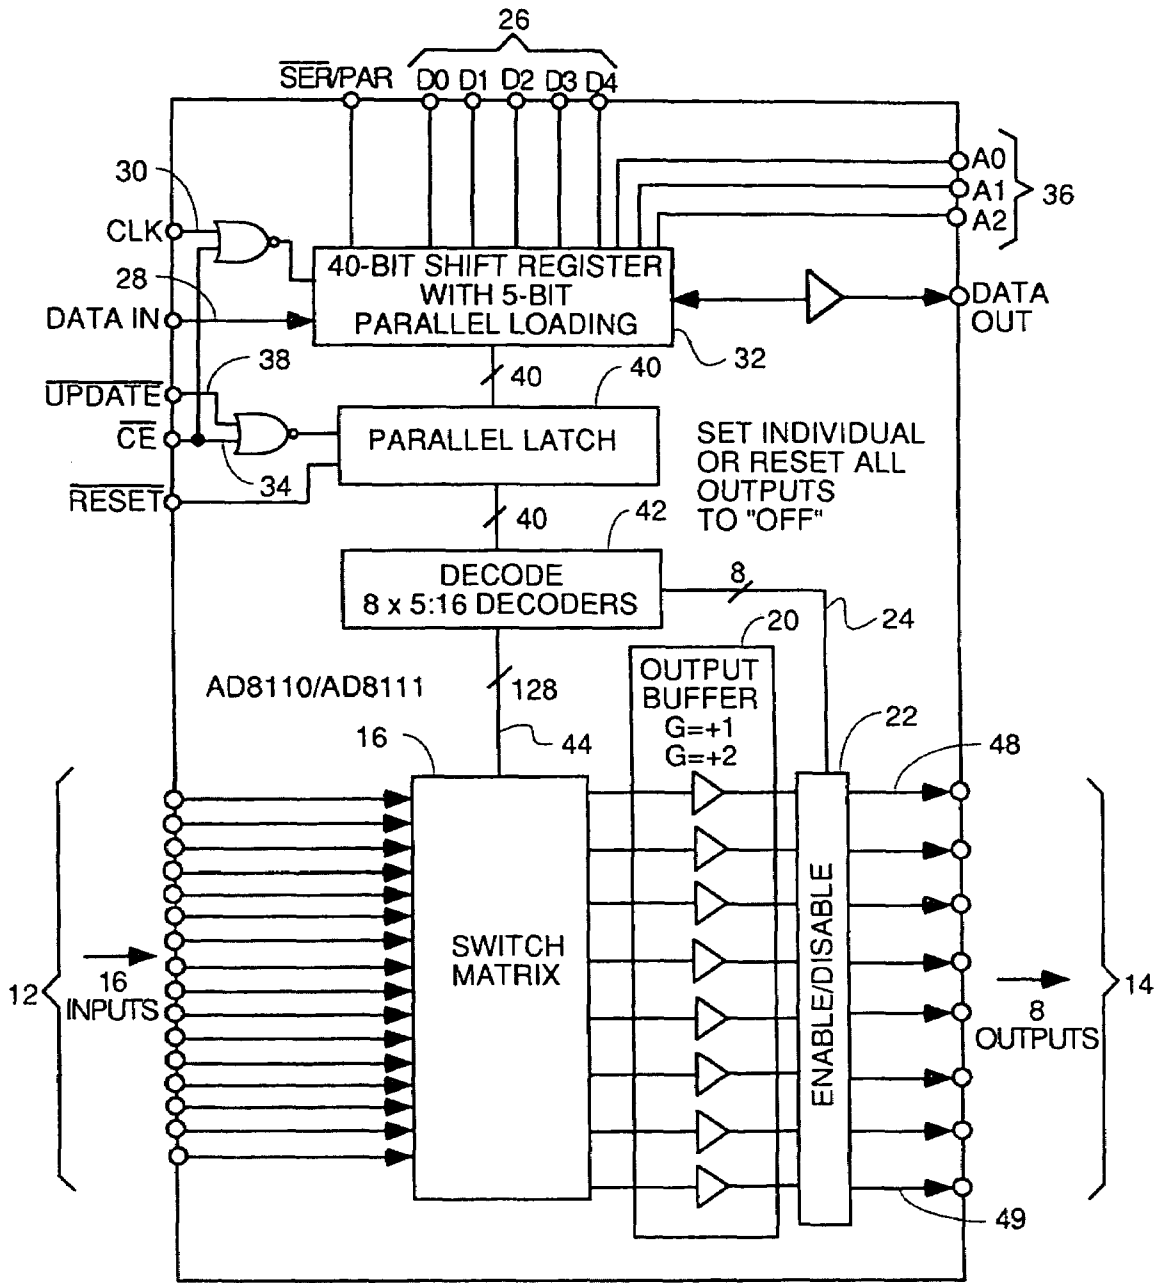 26
SER/PAR D0 D1 D2 D3 D4
A0
A1
A2
36
30
CLK
28
DATA IN
40-BIT SHIFT REGISTER
WITH 5-BIT
PARALLEL LOADING
DATA
OUT
32
38
40
40
UPDATE
CE
34
RESET
PARALLEL LATCH
SET INDIVIDUAL
OR RESET ALL
OUTPUTS
TO "OFF"
40
42
DECODE
8 x 5:16 DECODERS
8
24
20
AD8110/AD8111
128
44
16
OUTPUT
BUFFER
G=+1
G=+2
22
48
12
16
INPUTS
SWITCH
MATRIX
ENABLE/DISABLE
8
OUTPUTS
14
49